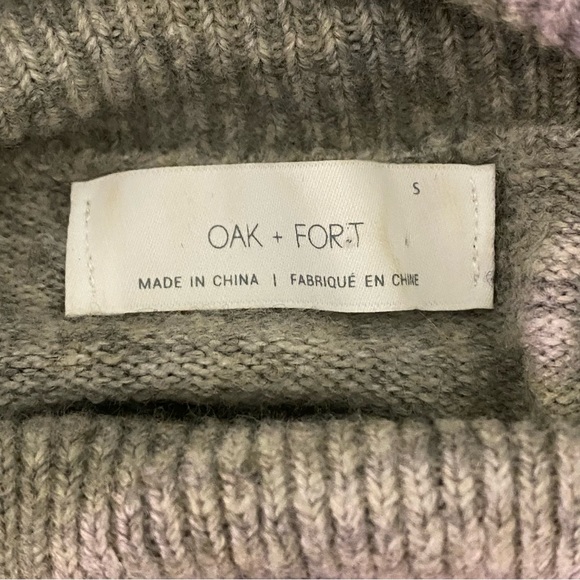 S
OAK + FORT
MADE IN CHINA | FABRIQUÉ EN CHINE